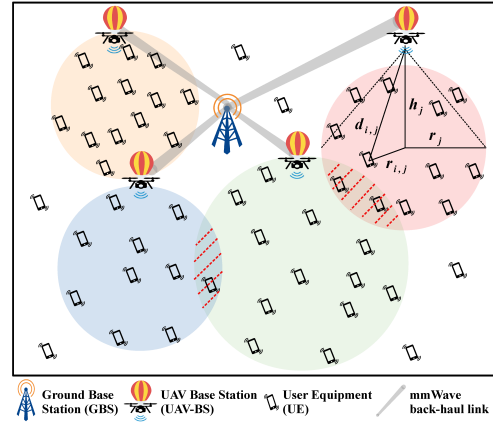 h_j
d_{i,j}
r_j
r_{i,j}
Ground Base
Station (GBS)
UAV Base Station
(UAV-BS)
User Equipment
(UE)
mmWave
back-haul link